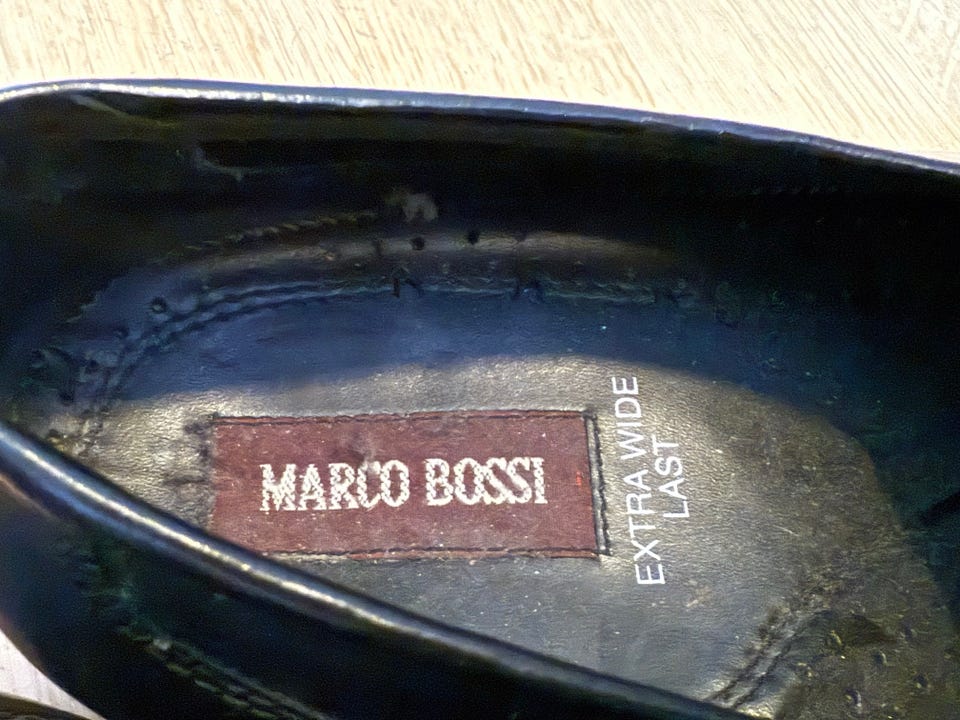 MARCO BOSSI
EXTRA WIDE
LAST